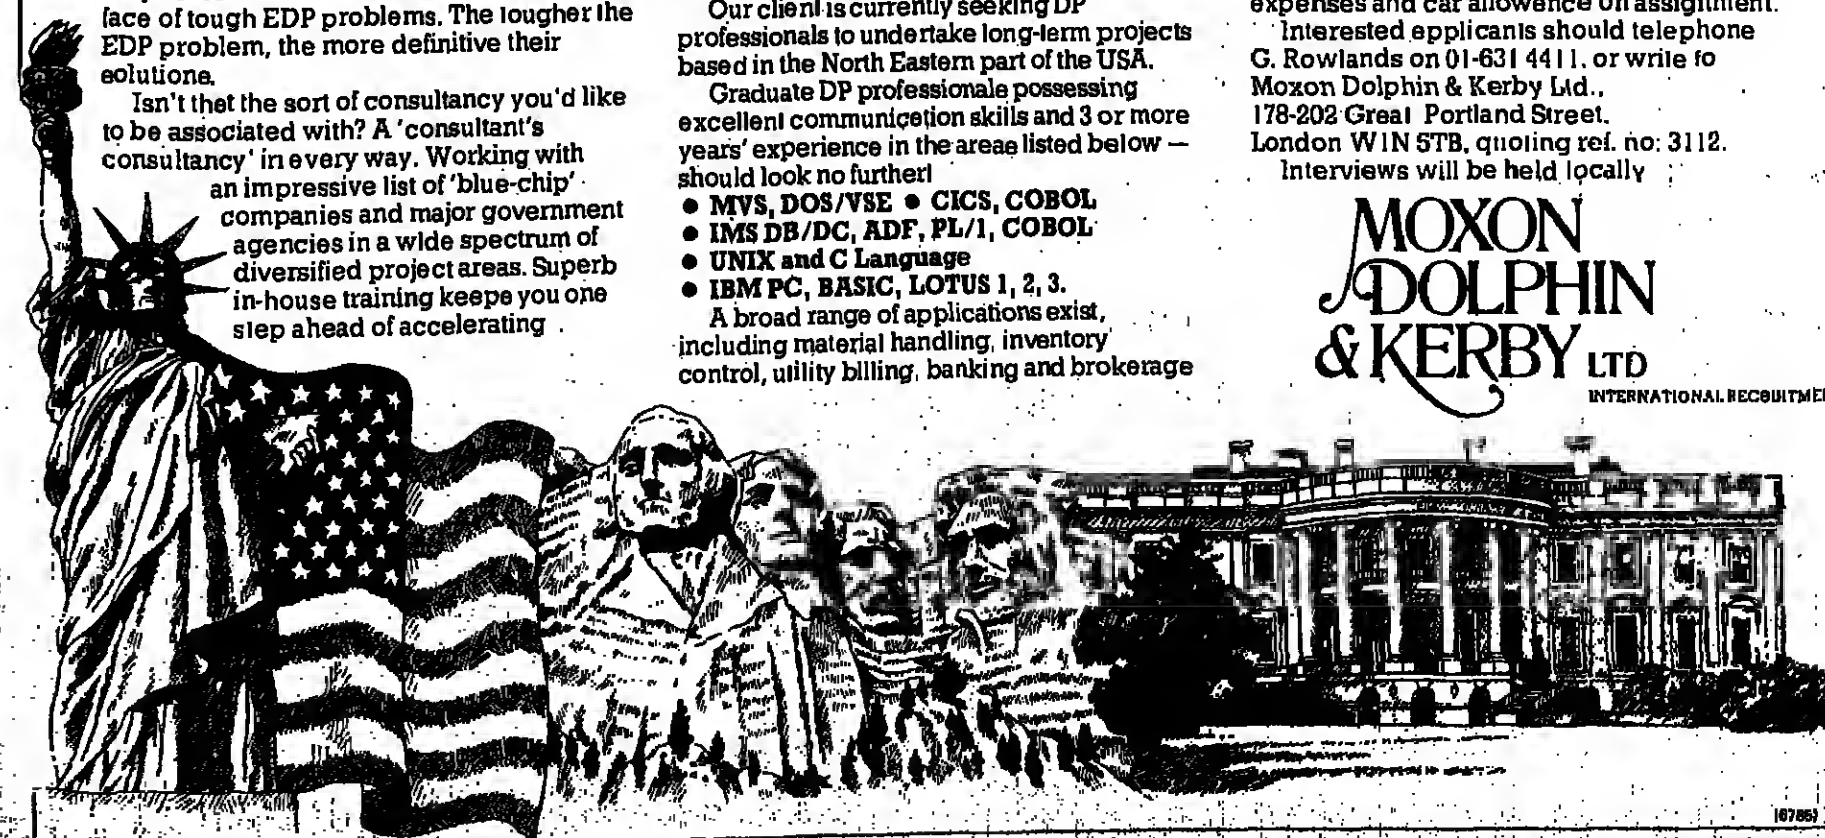 face of tough EDP problems. The tougher the
EDP problem, the more definitive their
solutions.
Isn't thet the sort of consultancy you'd like
to be associated with? A 'consultant's
consultancy' in every way. Working with
an impressive list of 'blue-chip'
companies and major government
agencies in a wide spectrum of
diversified project areas. Superb
in-house training keeps you one
step ahead of accelerating
Our client is currently seeking DP
professionals to undertake long-term projects
based in the North Eastern part of the USA.
Graduate DP professionals possessing
excellent communication skills and 3 or more
years' experience in the areas listed below —
should look no further!
● MVS, DOS/VSE ● CICS, COBOL
● IMS DB/DC, ADF, PL/1, COBOL
● UNIX and C Language
● IBM PC, BASIC, LOTUS 1, 2, 3.
A broad range of applications exist,
including material handling, inventory
control, utility billing, banking and brokerage
expenses and car allowence on assignment.
Interested applicants should telephone
G. Rowlands on 01-631 4411, or write to
Moxon Dolphin & Kerby Ltd.,
178-202 Great Portland Street,
London W1N 5TB, quoting ref. no: 3112.
Interviews will be held locally
MOXON
DOLPHIN
& KERBY LTD
INTERNATIONAL RECRUITME
(6785)